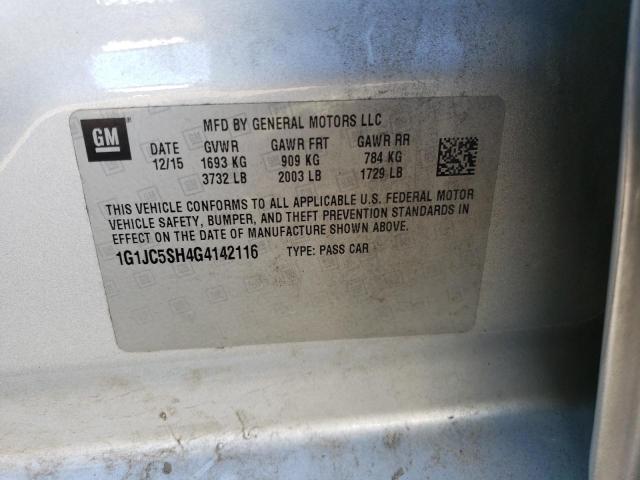 GM
MFD BY GENERAL MOTORS LLC
DATE GVWR GAWR FRT GAWR RR
12/15 1693 KG 909 KG 784 KG
3732 LB 2003 LB 1729 LB
THIS VEHICLE CONFORMS TO ALL APPLICABLE U.S. FEDERAL MOTOR
VEHICLE SAFETY, BUMPER, AND THEFT PREVENTION STANDARDS IN
EFFECT ON THE DATE OF MANUFACTURE SHOWN ABOVE.
1G1JC5SH4G4142116 TYPE: PASS CAR